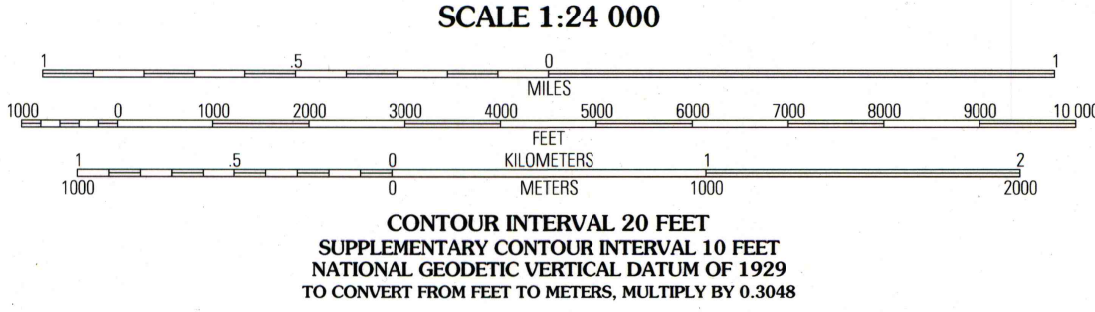 SCALE 1:24 000
1 .5 0 1
MILES
1000 0 1000 2000 3000 4000 5000 6000 7000 8000 9000 10 000
FEET
1 .5 0 KILOMETERS 1 2
1000 0 METERS 1000 2000
CONTOUR INTERVAL 20 FEET
SUPPLEMENTARY CONTOUR INTERVAL 10 FEET
NATIONAL GEODETIC VERTICAL DATUM OF 1929
TO CONVERT FROM FEET TO METERS, MULTIPLY BY 0.3048